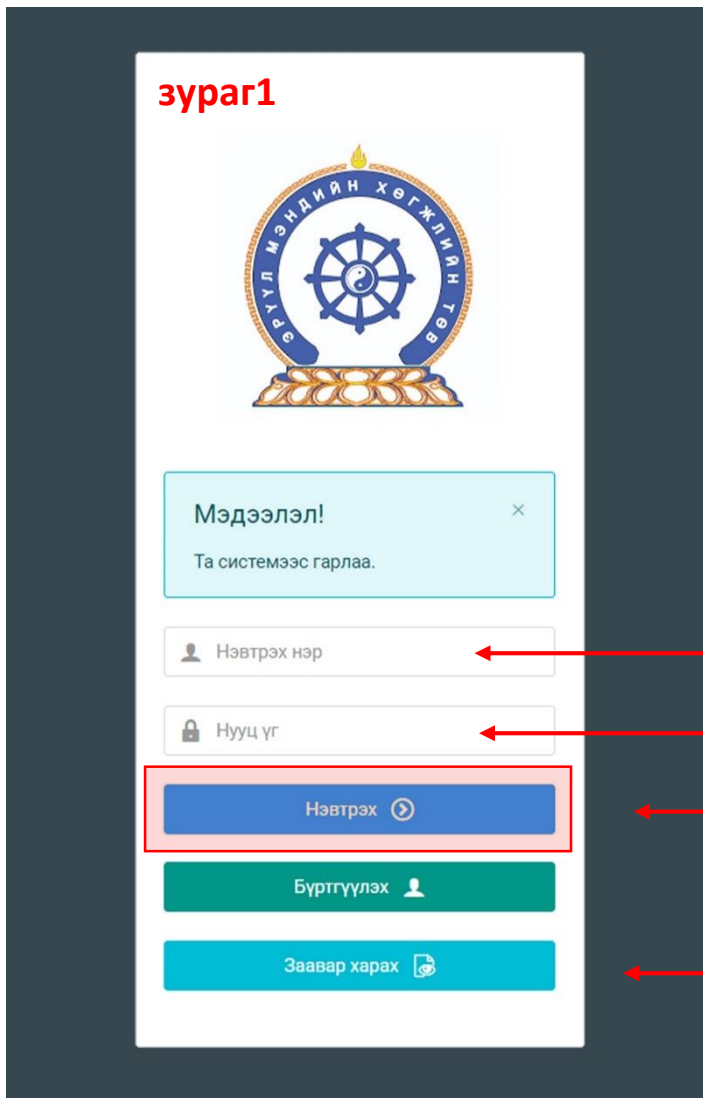 зураг1
ЭРҮҮЛ МЭНДИЙН ХӨГЖЛИЙН ТӨВ
Мэдээлэл!
×
Та системээс гарлаа.
Нэвтрэх нэр
Нууц үг
Нэвтрэх
Бүртгүүлэх
Заавар харах